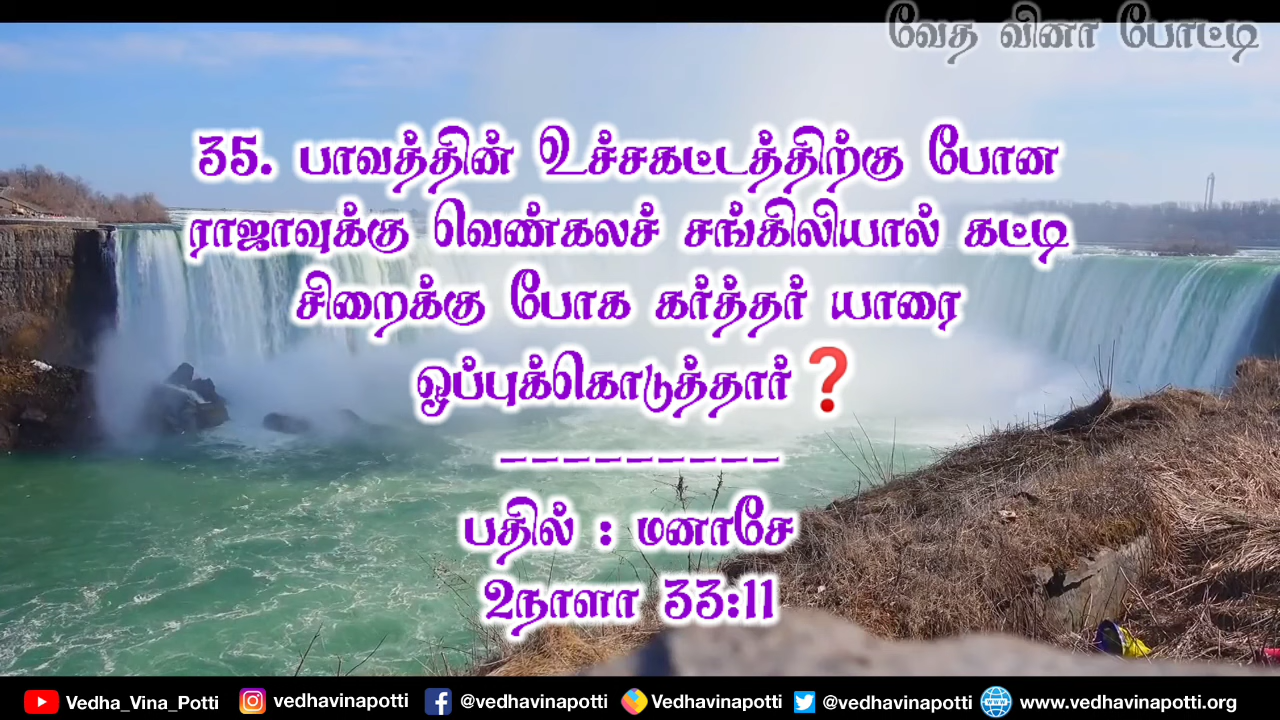 வேத வினா போட்டி
35. பாவத்தின் உச்சகட்டத்திற்கு போன
ராஜாவுக்கு வெண்கலச் சங்கிலியால் கட்டி
சிறைக்கு போக கர்த்தர் யாரை
ஒப்புக்கொடுத்தார்❓
---------
பதில் : மனாசே
2நாளா 33:11
Vedha_Vina_Potti vedhavinapotti @vedhavinapotti Vedhavinapotti @vedhavinapotti www.vedhavinapotti.org